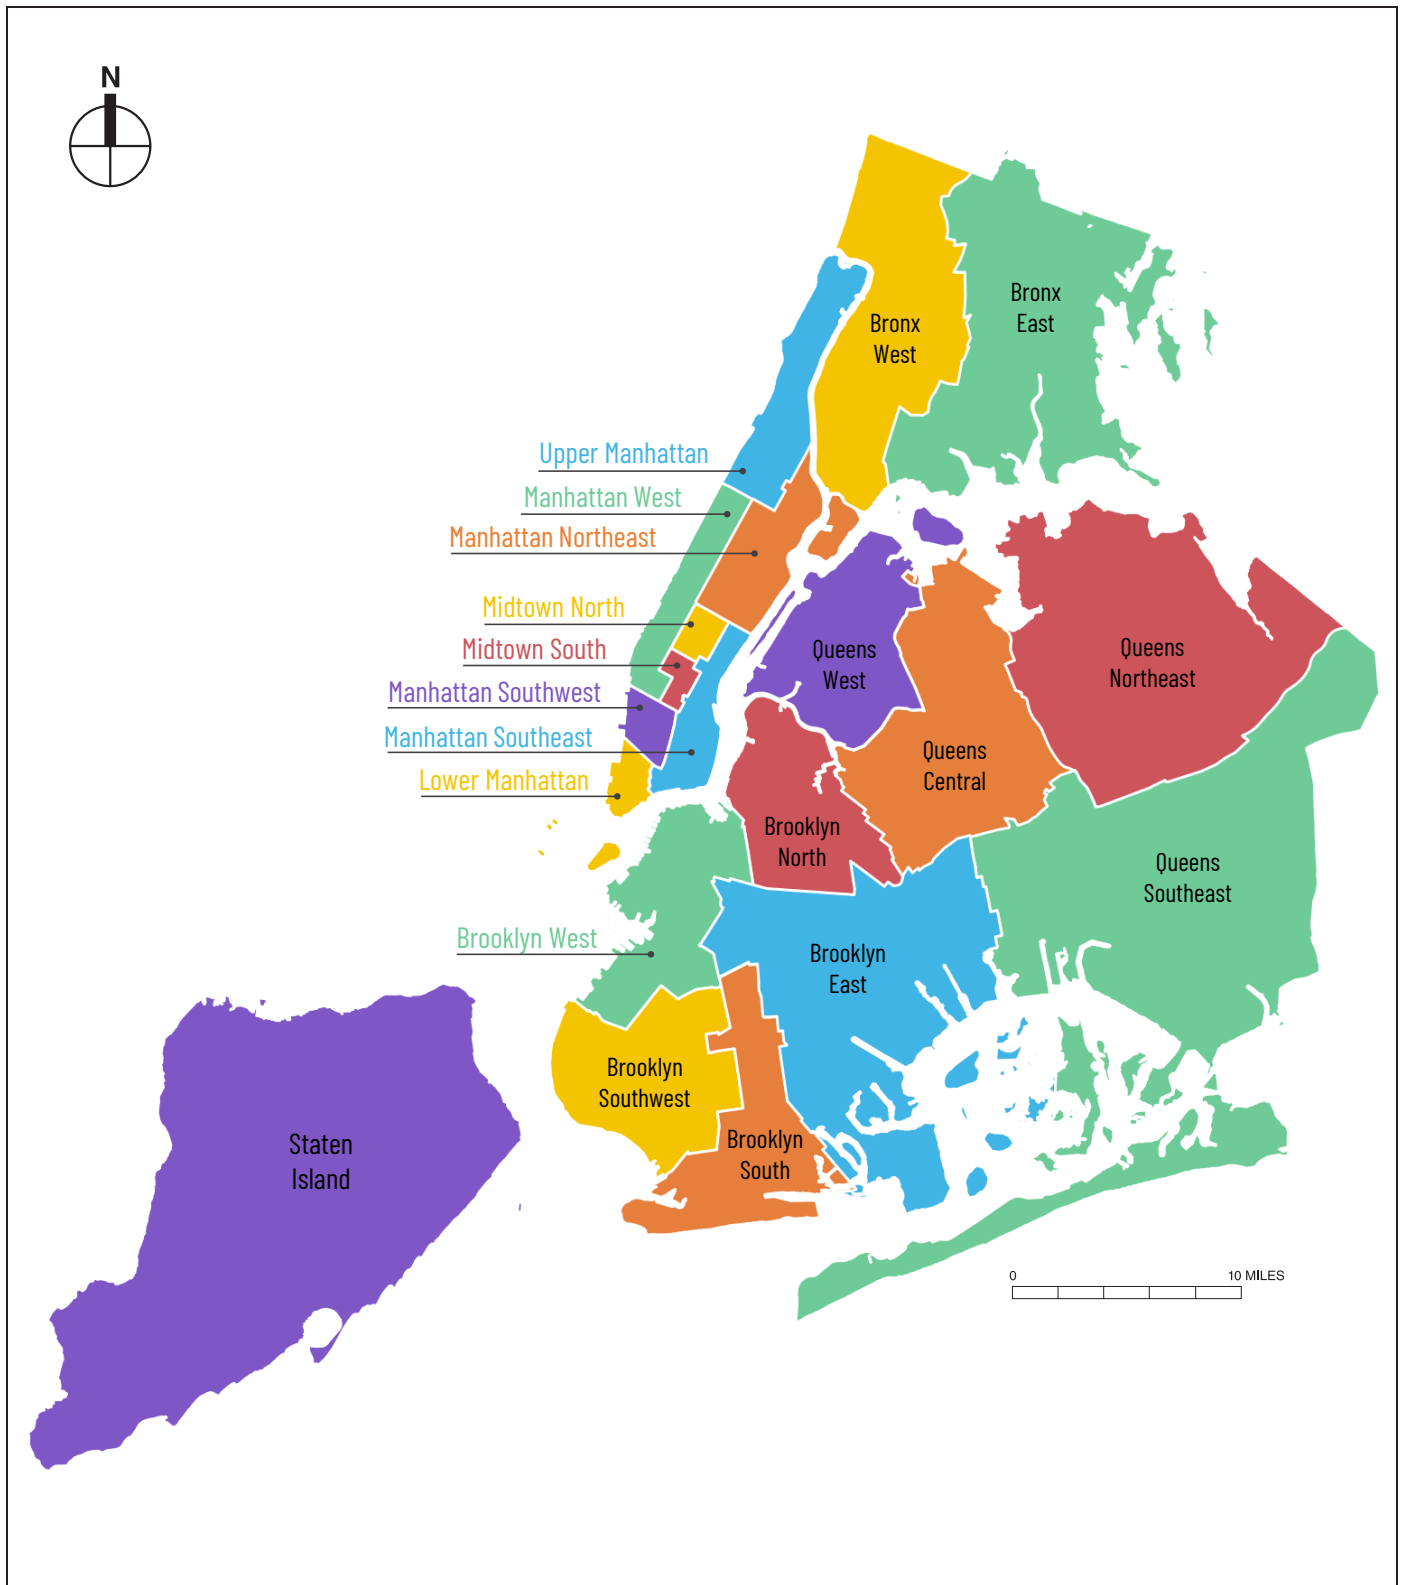 N
Bronx
East
Bronx
West
Upper Manhattan
Manhattan West
Manhattan Northeast
Midtown North
Midtown South
Manhattan Southwest
Manhattan Southeast
Lower Manhattan
Queens
West
Queens
Northeast
Queens
Central
Brooklyn
North
Queens
Southeast
Brooklyn West
Brooklyn
East
Brooklyn
Southwest
Brooklyn
South
Staten
Island
0 10 MILES